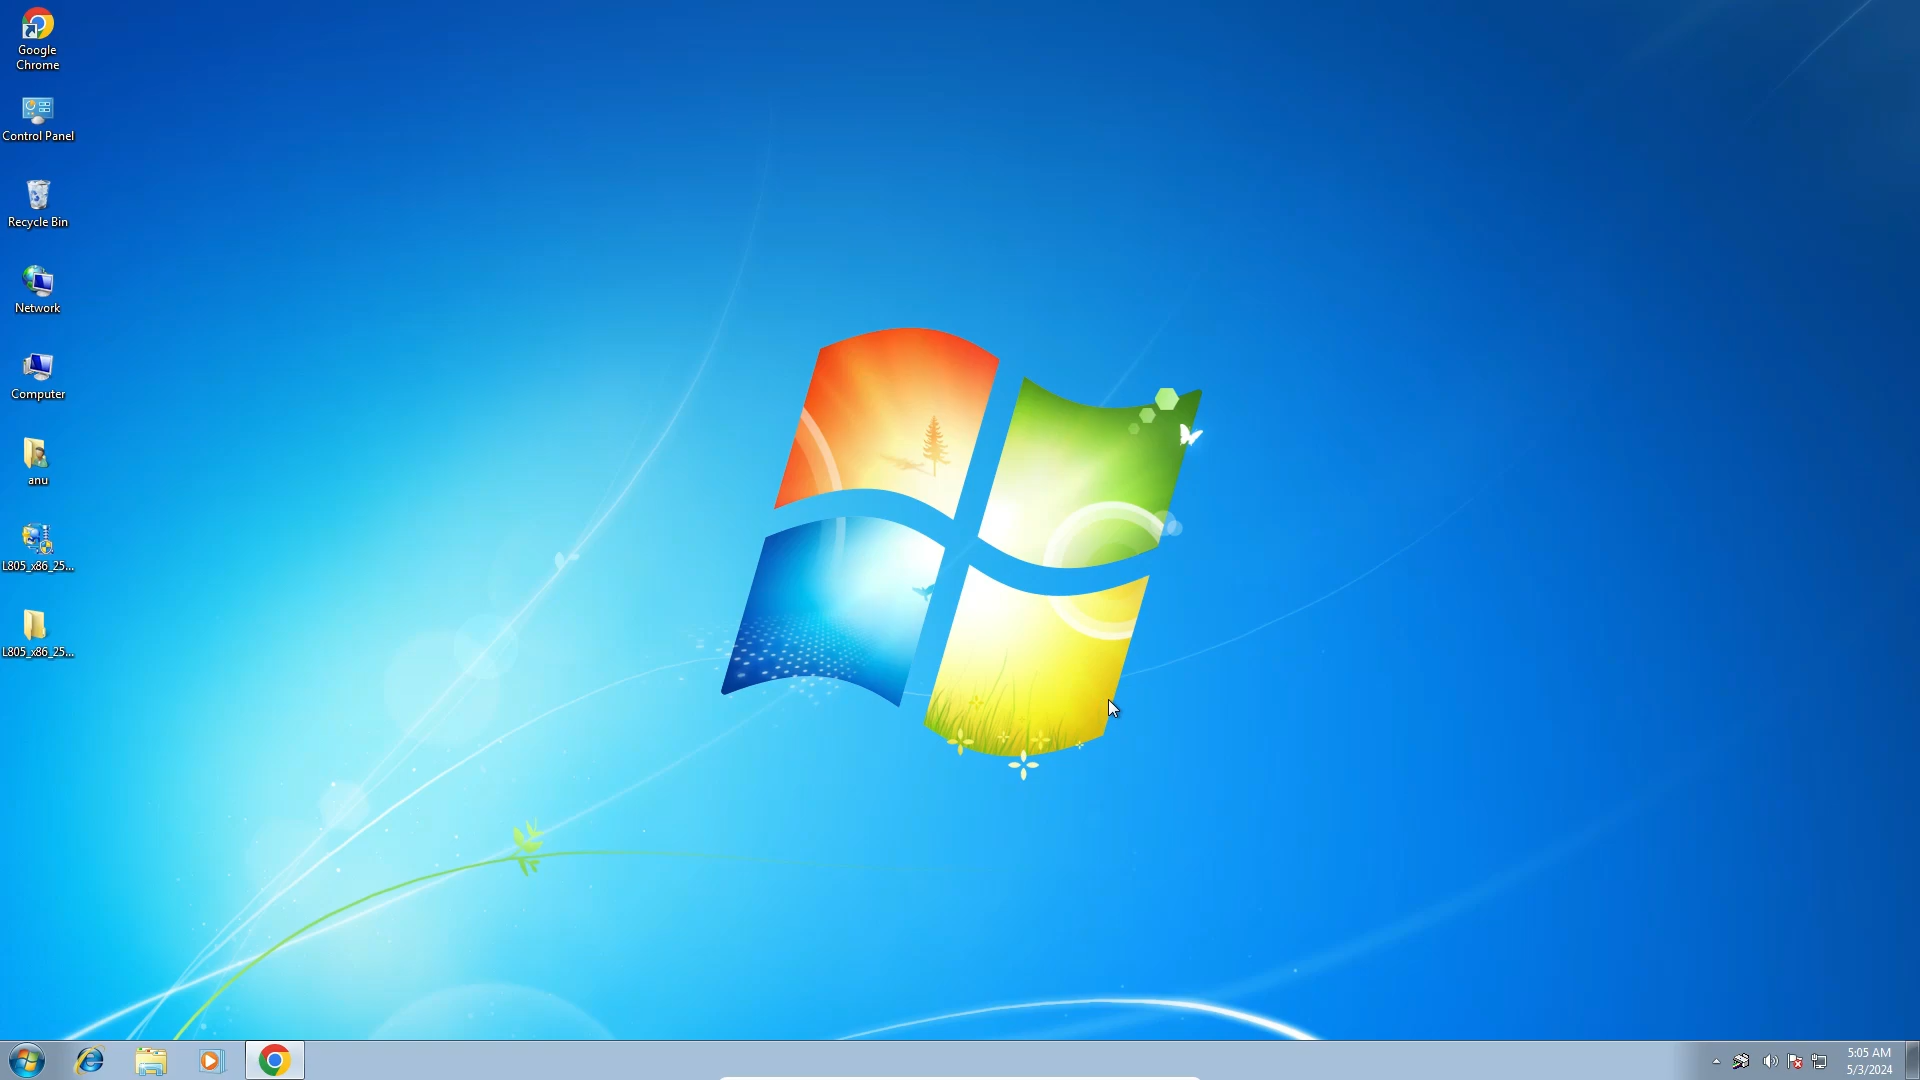 Google
Chrome
Control Panel
Recycle Bin
Network
Computer
anu
L805_x86_25...
L805_x86_25...
5:05 AM
5/3/2024